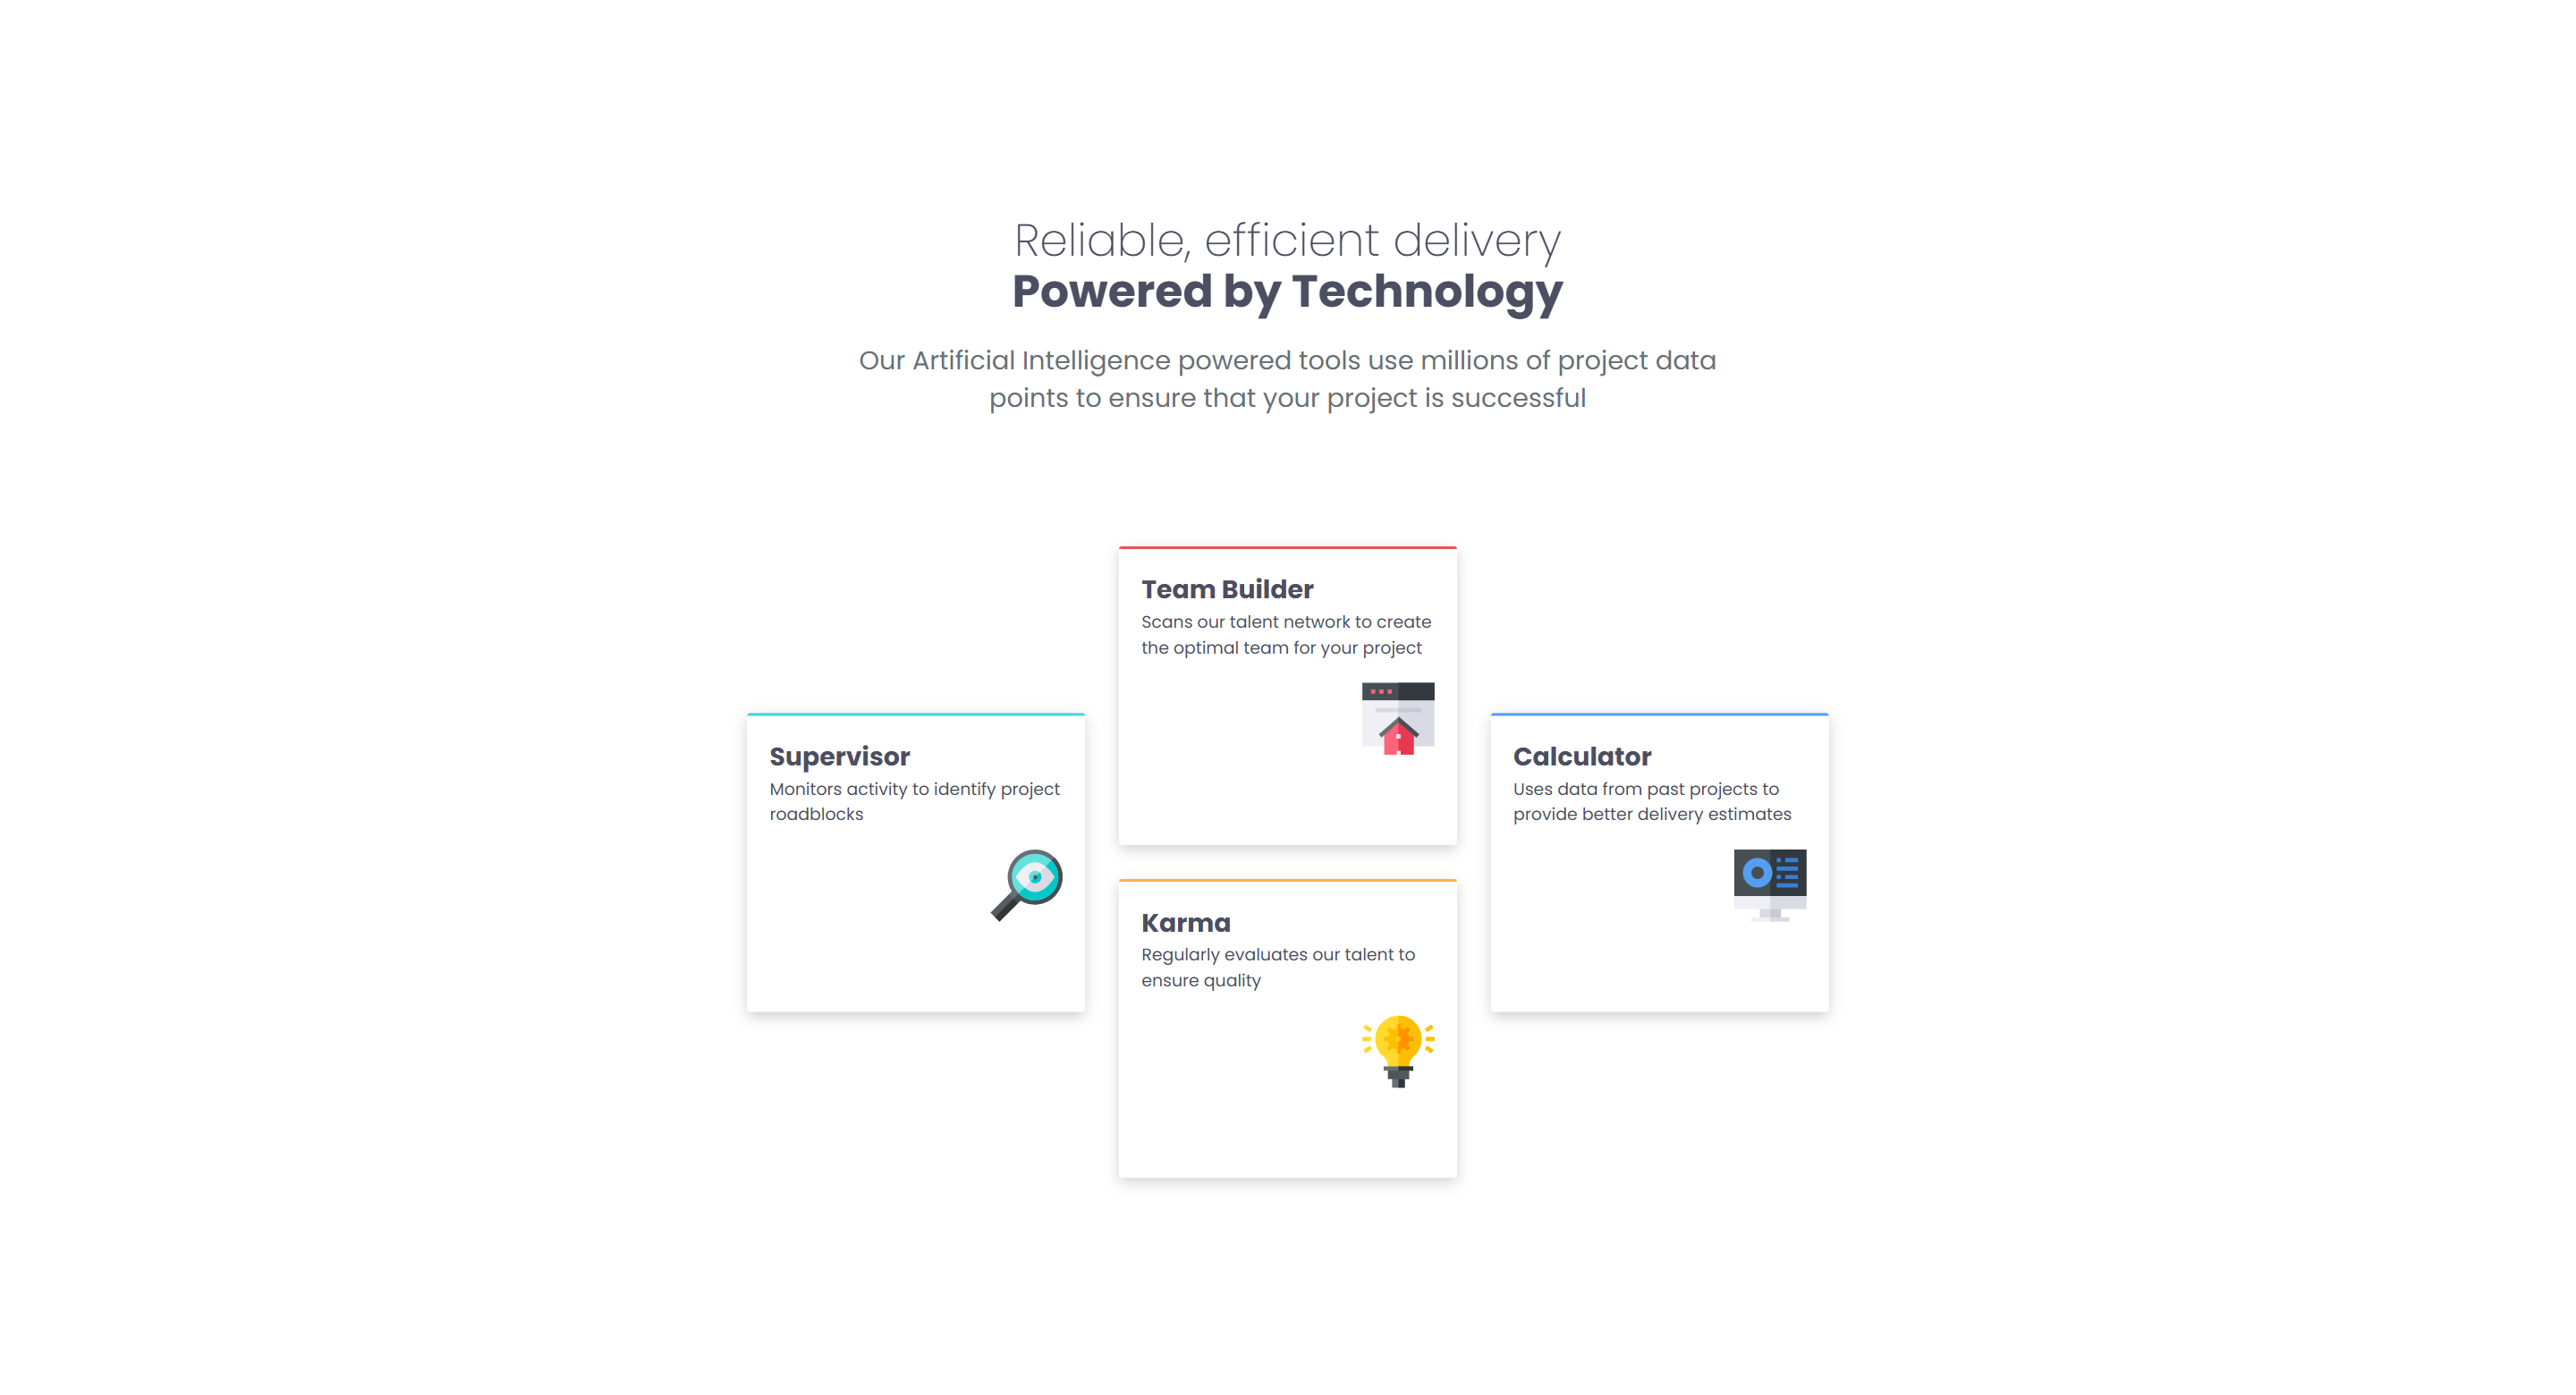 Reliable, efficient delivery
Powered by Technology
Our Artificial Intelligence powered tools use millions of project data
points to ensure that your project is successful
Team Builder
Scans our talent network to create
the optimal team for your project
Supervisor
Monitors activity to identify project
roadblocks
Calculator
Uses data from past projects to
provide better delivery estimates
Karma
Regularly evaluates our talent to
ensure quality